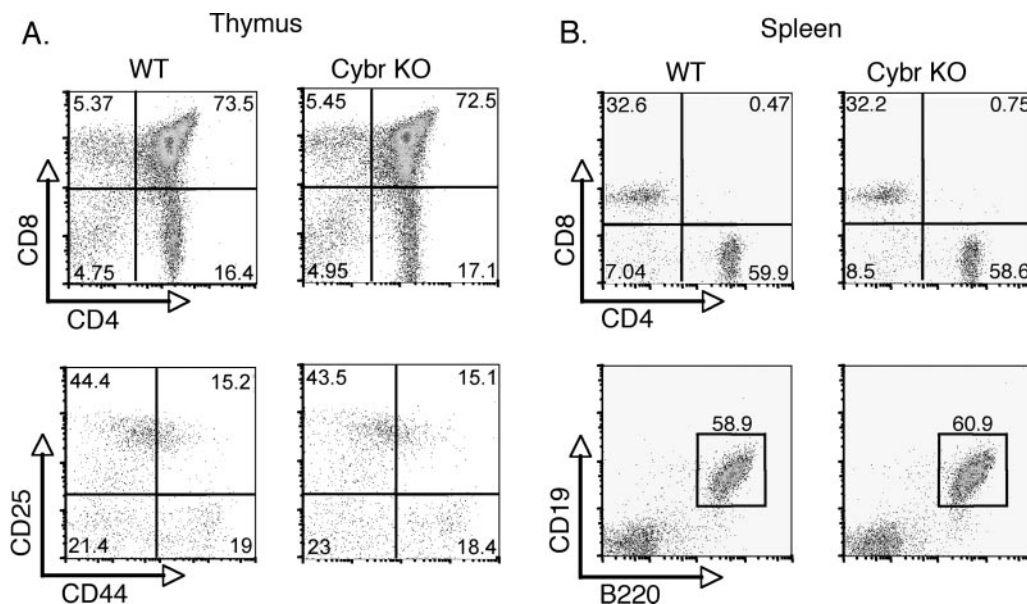 A.
Thymus
WT
Cybr KO
5.37
73.5
5.45
72.5
CD8
4.75
16.4
4.95
17.1
CD4
44.4
15.2
43.5
15.1
CD25
21.4
19
23
18.4
CD44
B.
Spleen
WT
Cybr KO
32.6
0.47
32.2
0.75
CD8
7.04
59.9
8.5
58.6
CD4
58.9
60.9
CD19
B220